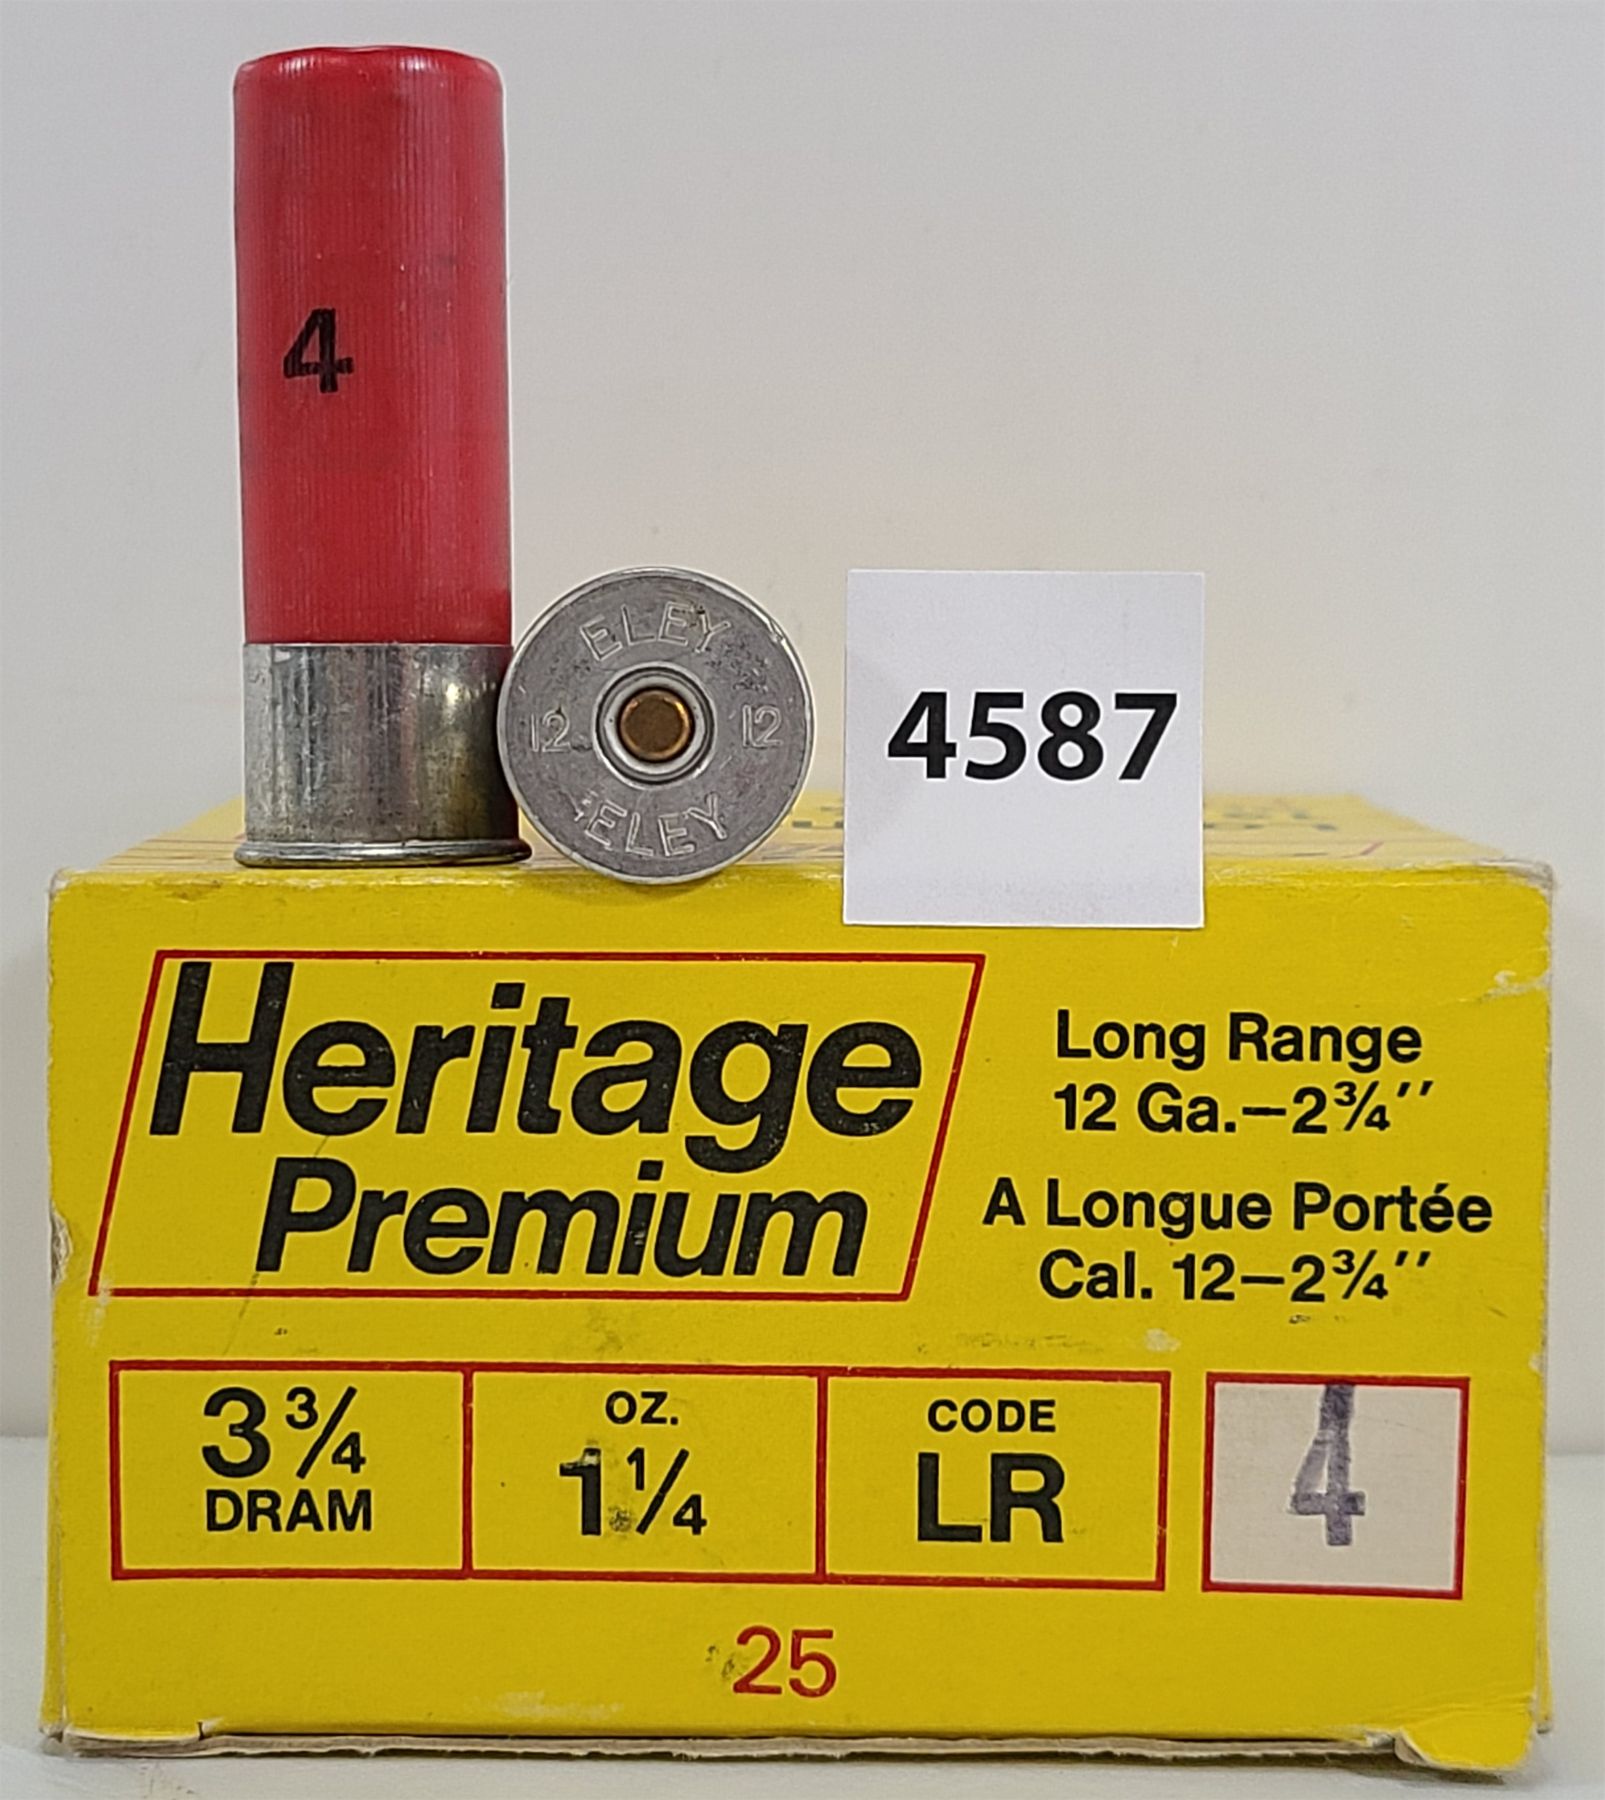 4
ELEY
12 12
ELEY
4587
Heritage
Premium
Long Range
12 Ga.–2¾''
A Longue Portée
Cal. 12–2¾''
3¾
DRAM
OZ.
1¼
CODE
LR
4
25